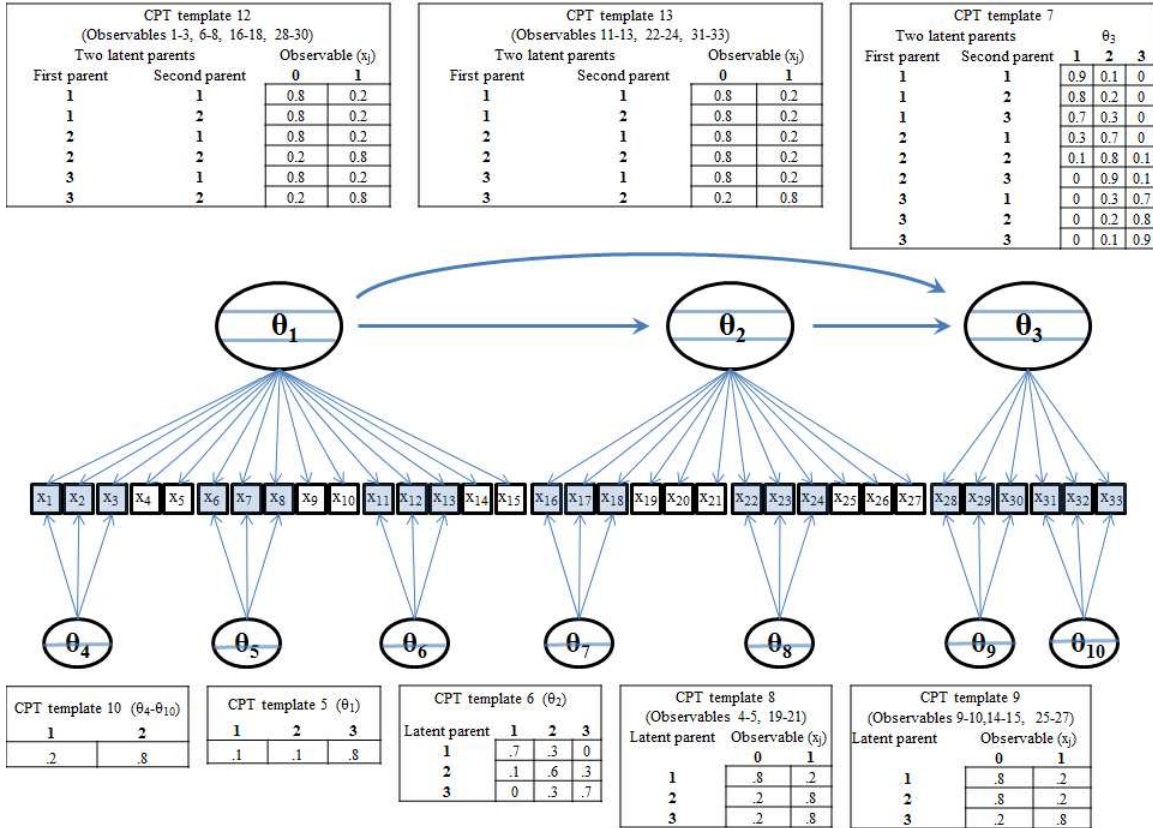 CPT template 12
(Observables 1-3, 6-8, 16-18, 28-30)
Two latent parents Observable (xj)
First parent Second parent 0 1
1 1 0.8 0.2
1 2 0.8 0.2
2 1 0.8 0.2
2 2 0.2 0.8
3 1 0.8 0.2
3 2 0.2 0.8
CPT template 13
(Observables 11-13, 22-24, 31-33)
Two latent parents Observable (xj)
First parent Second parent 0 1
1 1 0.8 0.2
1 2 0.8 0.2
2 1 0.8 0.2
2 2 0.8 0.2
3 1 0.8 0.2
3 2 0.2 0.8
CPT template 7
Two latent parents θ3
First parent Second parent 1 2 3
1 1 0.9 0.1 0
1 2 0.8 0.2 0
1 3 0.7 0.3 0
2 1 0.3 0.7 0
2 2 0.1 0.8 0.1
2 3 0 0.9 0.1
3 1 0 0.3 0.7
3 2 0 0.2 0.8
3 3 0 0.1 0.9
θ1 θ2 θ3
x1 x2 x3 x4 x5 x6 x7 x8 x9 x10 x11 x12 x13 x14 x15 x16 x17 x18 x19 x20 x21 x22 x23 x24 x25 x26 x27 x28 x29 x30 x31 x32 x33
θ4 θ5 θ6 θ7 θ8 θ9 θ10
CPT template 10 (θ4-θ10)
1 2
.2 .8
CPT template 5 (θ1)
1 2 3
.1 .1 .8
CPT template 6 (θ2)
Latent parent 1 2 3
1 .7 .3 0
2 .1 .6 .3
3 0 .3 .7
CPT template 8
(Observables 4-5, 19-21)
Latent parent Observable (xj)
0 1
1 .8 .2
2 .2 .8
3 .2 .8
CPT template 9
(Observables 9-10,14-15, 25-27)
Latent parent Observable (xj)
0 1
1 .8 .2
2 .8 .2
3 .2 .8